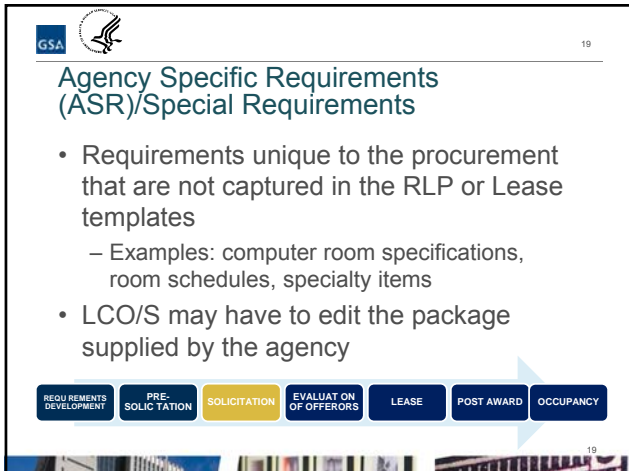 GSA
19
Agency Specific Requirements
(ASR)/Special Requirements
• Requirements unique to the procurement
that are not captured in the RLP or Lease
templates
– Examples: computer room specifications,
room schedules, specialty items
• LCO/S may have to edit the package
supplied by the agency
REQU REMENTS
DEVELOPMENT
PRE-
SOLIC TATION
SOLICITATION
EVALUAT ON
OF OFFERORS
LEASE
POST AWARD
OCCUPANCY
19